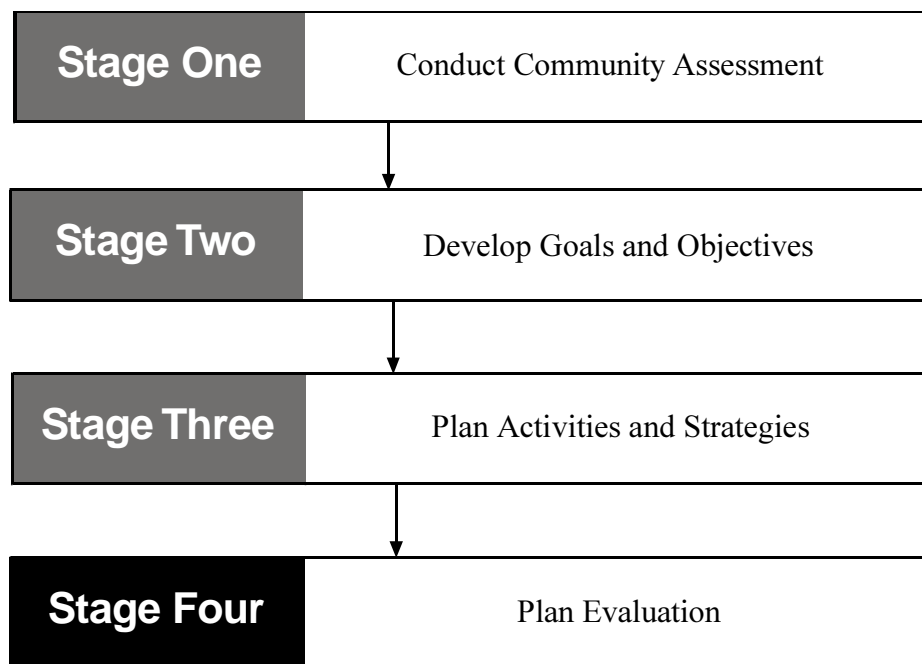 Stage One
Conduct Community Assessment
Stage Two
Develop Goals and Objectives
Stage Three
Plan Activities and Strategies
Stage Four
Plan Evaluation